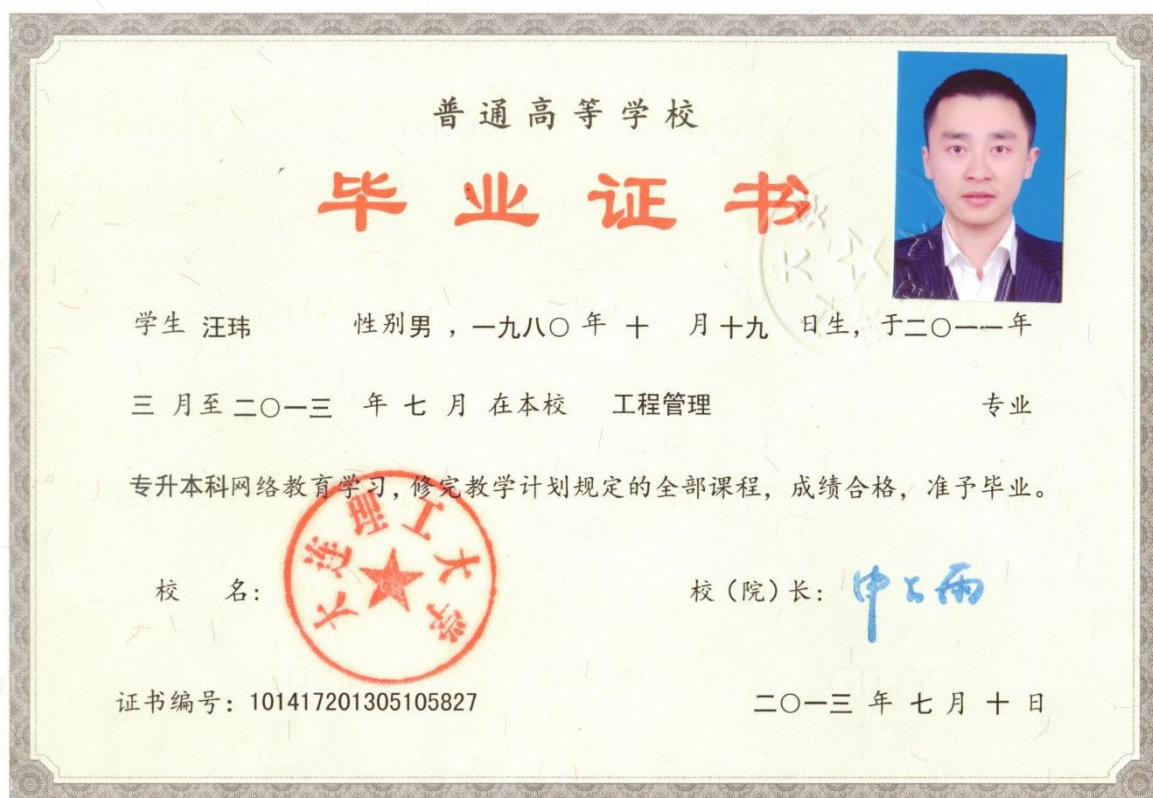 普通高等学校
毕业证书
学生 汪玮 性别男，一九八〇年 十 月十九 日生，于二〇一一年
三 月至 二〇一三 年 七 月 在本校 工程管理 专业
专升本科网络教育学习，修完教学计划规定的全部课程，成绩合格，准予毕业。
大连理工大学
校 名： 校（院）长：
证书编号：101417201305105827 二〇一三 年 七 月 十 日